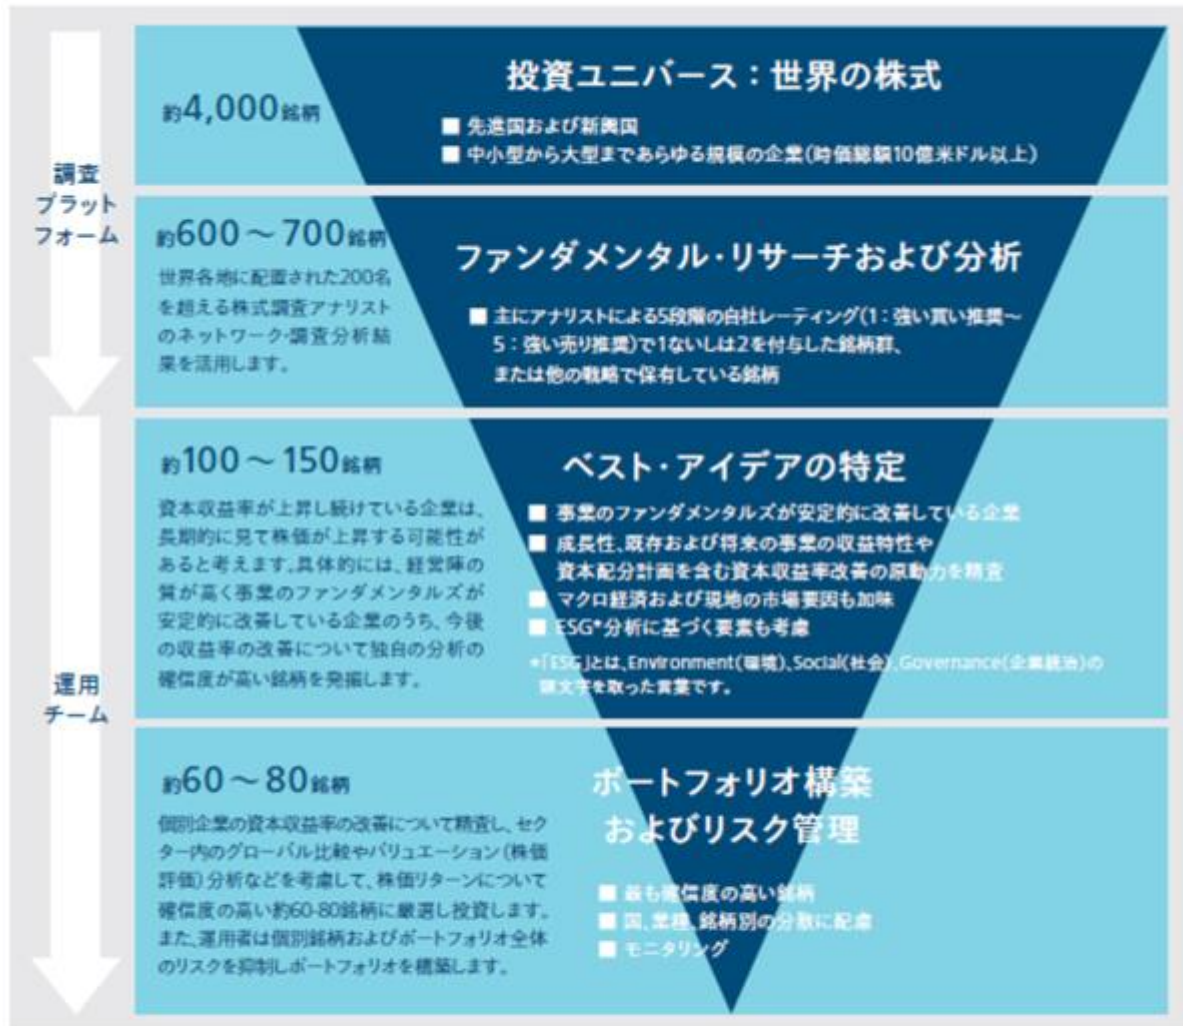 調査
プラット
フォーム
約4,000銘柄
投資ユニバース：世界の株式
■ 先進国および新興国
■ 中小型から大型まであらゆる規模の企業(時価総額10億米ドル以上)
約600～700銘柄
世界各地に配置された200名
を超える株式調査アナリスト
のネットワーク・調査分析結
果を活用します。
ファンダメンタル・リサーチおよび分析
■ 主にアナリストによる5段階の自社レーティング(1：強い買い推奨～
5：強い売り推奨)で1ないしは2を付与した銘柄群、
または他の戦略で保有している銘柄
運用
チーム
約100～150銘柄
資本収益率が上昇し続けている企業は、
長期的に見て株価が上昇する可能性が
あると考えます。具体的には、経営陣の
質が高く事業のファンダメンタルズが
安定的に改善している企業のうち、今後
の収益率の改善について独自の分析の
確信度が高い銘柄を発掘します。
ベスト・アイデアの特定
■ 事業のファンダメンタルズが安定的に改善している企業
■ 成長性、既存および将来の事業の収益特性や
資本配分計画を含む資本収益率改善の原動力を精査
■ マクロ経済および現地の市場要因も加味
■ ESG*分析に基づく要素も考慮
*「ESG」とは、Environment(環境)、Social(社会)、Governance(企業統治)の
頭文字を取った言葉です。
約60～80銘柄
個別企業の資本収益率の改善について精査し、セク
ター内のグローバル比較やバリュエーション(株価
評価)分析などを考慮して、株価リターンについて
確信度の高い約60-80銘柄に厳選し投資します。
また、運用者は個別銘柄およびポートフォリオ全体
のリスクを抑制しポートフォリオを構築します。
ポートフォリオ構築
およびリスク管理
■ 最も確信度の高い銘柄
■ 国、業種、銘柄別の分散に配慮
■ モニタリング